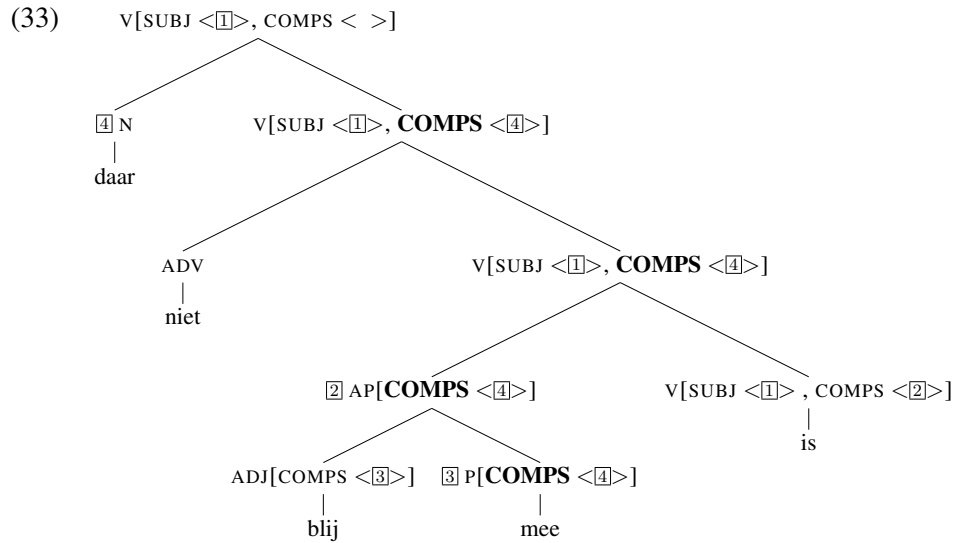 (33) V[SUBJ <1>, COMPS < >]
4 N V[SUBJ <1>, COMPS <4>]
daar
ADV V[SUBJ <1>, COMPS <4>]
niet
2 AP[COMPS <4>] V[SUBJ <1> , COMPS <2>]
is
ADJ[COMPS <3>] 3 P[COMPS <4>]
blij mee